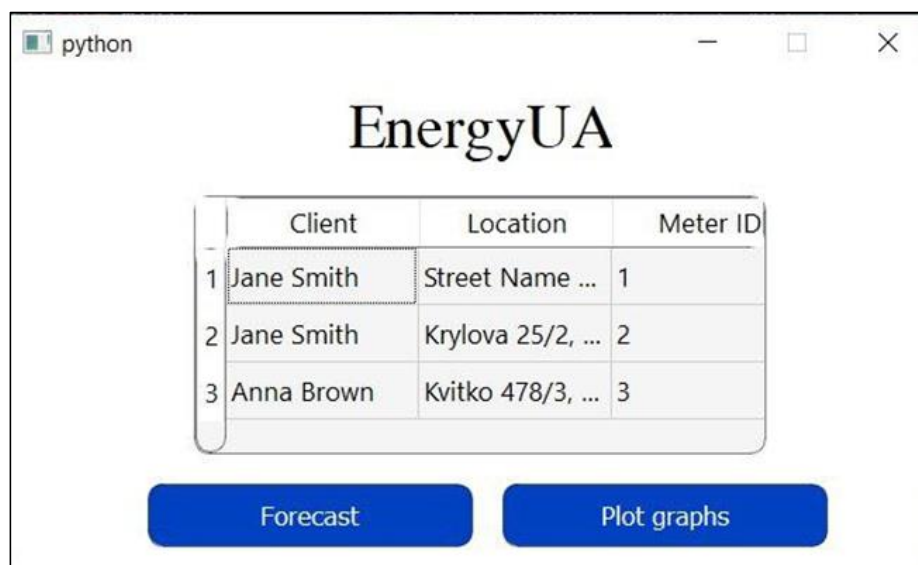 python
EnergyUA
Client Location Meter ID
1 Jane Smith Street Name ... 1
2 Jane Smith Krylova 25/2, ... 2
3 Anna Brown Kvitko 478/3, ... 3
Forecast Plot graphs